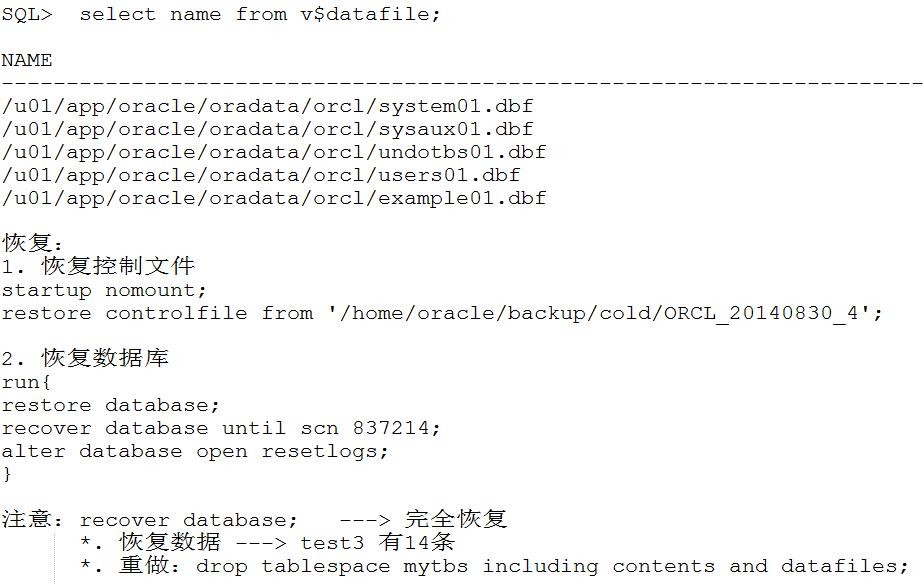 SQL>  select name from v$datafile;
NAME
--------------------------------------------------------------------------------
/u01/app/oracle/oradata/orcl/system01.dbf
/u01/app/oracle/oradata/orcl/sysaux01.dbf
/u01/app/oracle/oradata/orcl/undotbs01.dbf
/u01/app/oracle/oradata/orcl/users01.dbf
/u01/app/oracle/oradata/orcl/example01.dbf
恢复：
1. 恢复控制文件
startup nomount;
restore controlfile from '/home/oracle/backup/cold/ORCL_20140830_4';
2. 恢复数据库
run{
restore database;
recover database until scn 837214;
alter database open resetlogs;
}
注意：recover database;   ---> 完全恢复
*. 恢复数据 ---> test3 有14条
*. 重做：drop tablespace mytbs including contents and datafiles;